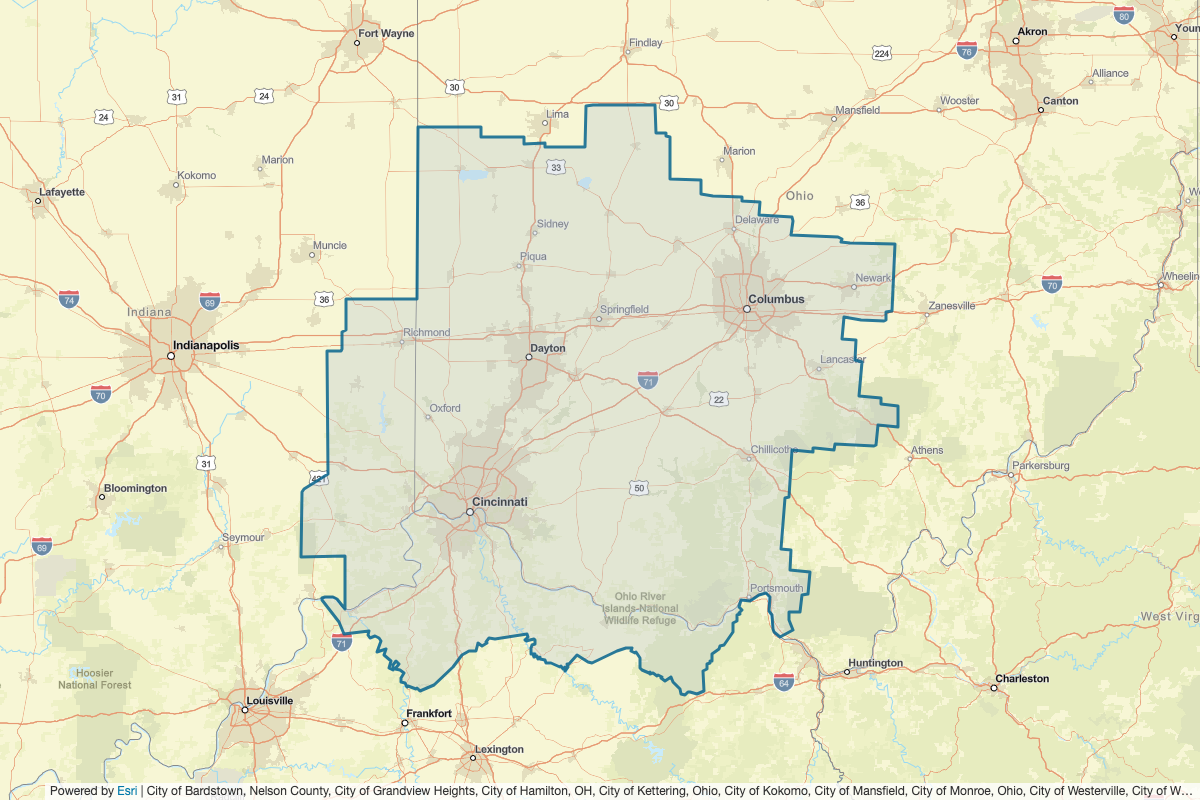 Fort Wayne
80
Youn
Findlay
Akron
76
224
Alliance
30
31
24
30
Wooster
Canton
Lima
Mansfield
24
Marion
Marion
33
Kokomo
Lafayette
Ohio
36
Delaware
Sidney
Muncie
Piqua
Newark
Wheelin
70
74
69
36
Columbus
Zanesville
Indiana
Springfield
Richmond
Indianapolis
Dayton
Lancaster
71
70
22
Oxford
Chillicothe
Athens
31
Parkersburg
421
Bloomington
50
Cincinnati
Seymour
69
Portsmouth
Ohio River
Islands National
Wildlife Refuge
West Virg
71
Huntington
Hoosier
National Forest
64
Charleston
Louisville
Frankfort
Lexington
Powered by Esri | City of Bardstown, Nelson County, City of Grandview Heights, City of Hamilton, OH, City of Kettering, Ohio, City of Kokomo, City of Mansfield, City of Monroe, Ohio, City of Westerville, City of W...